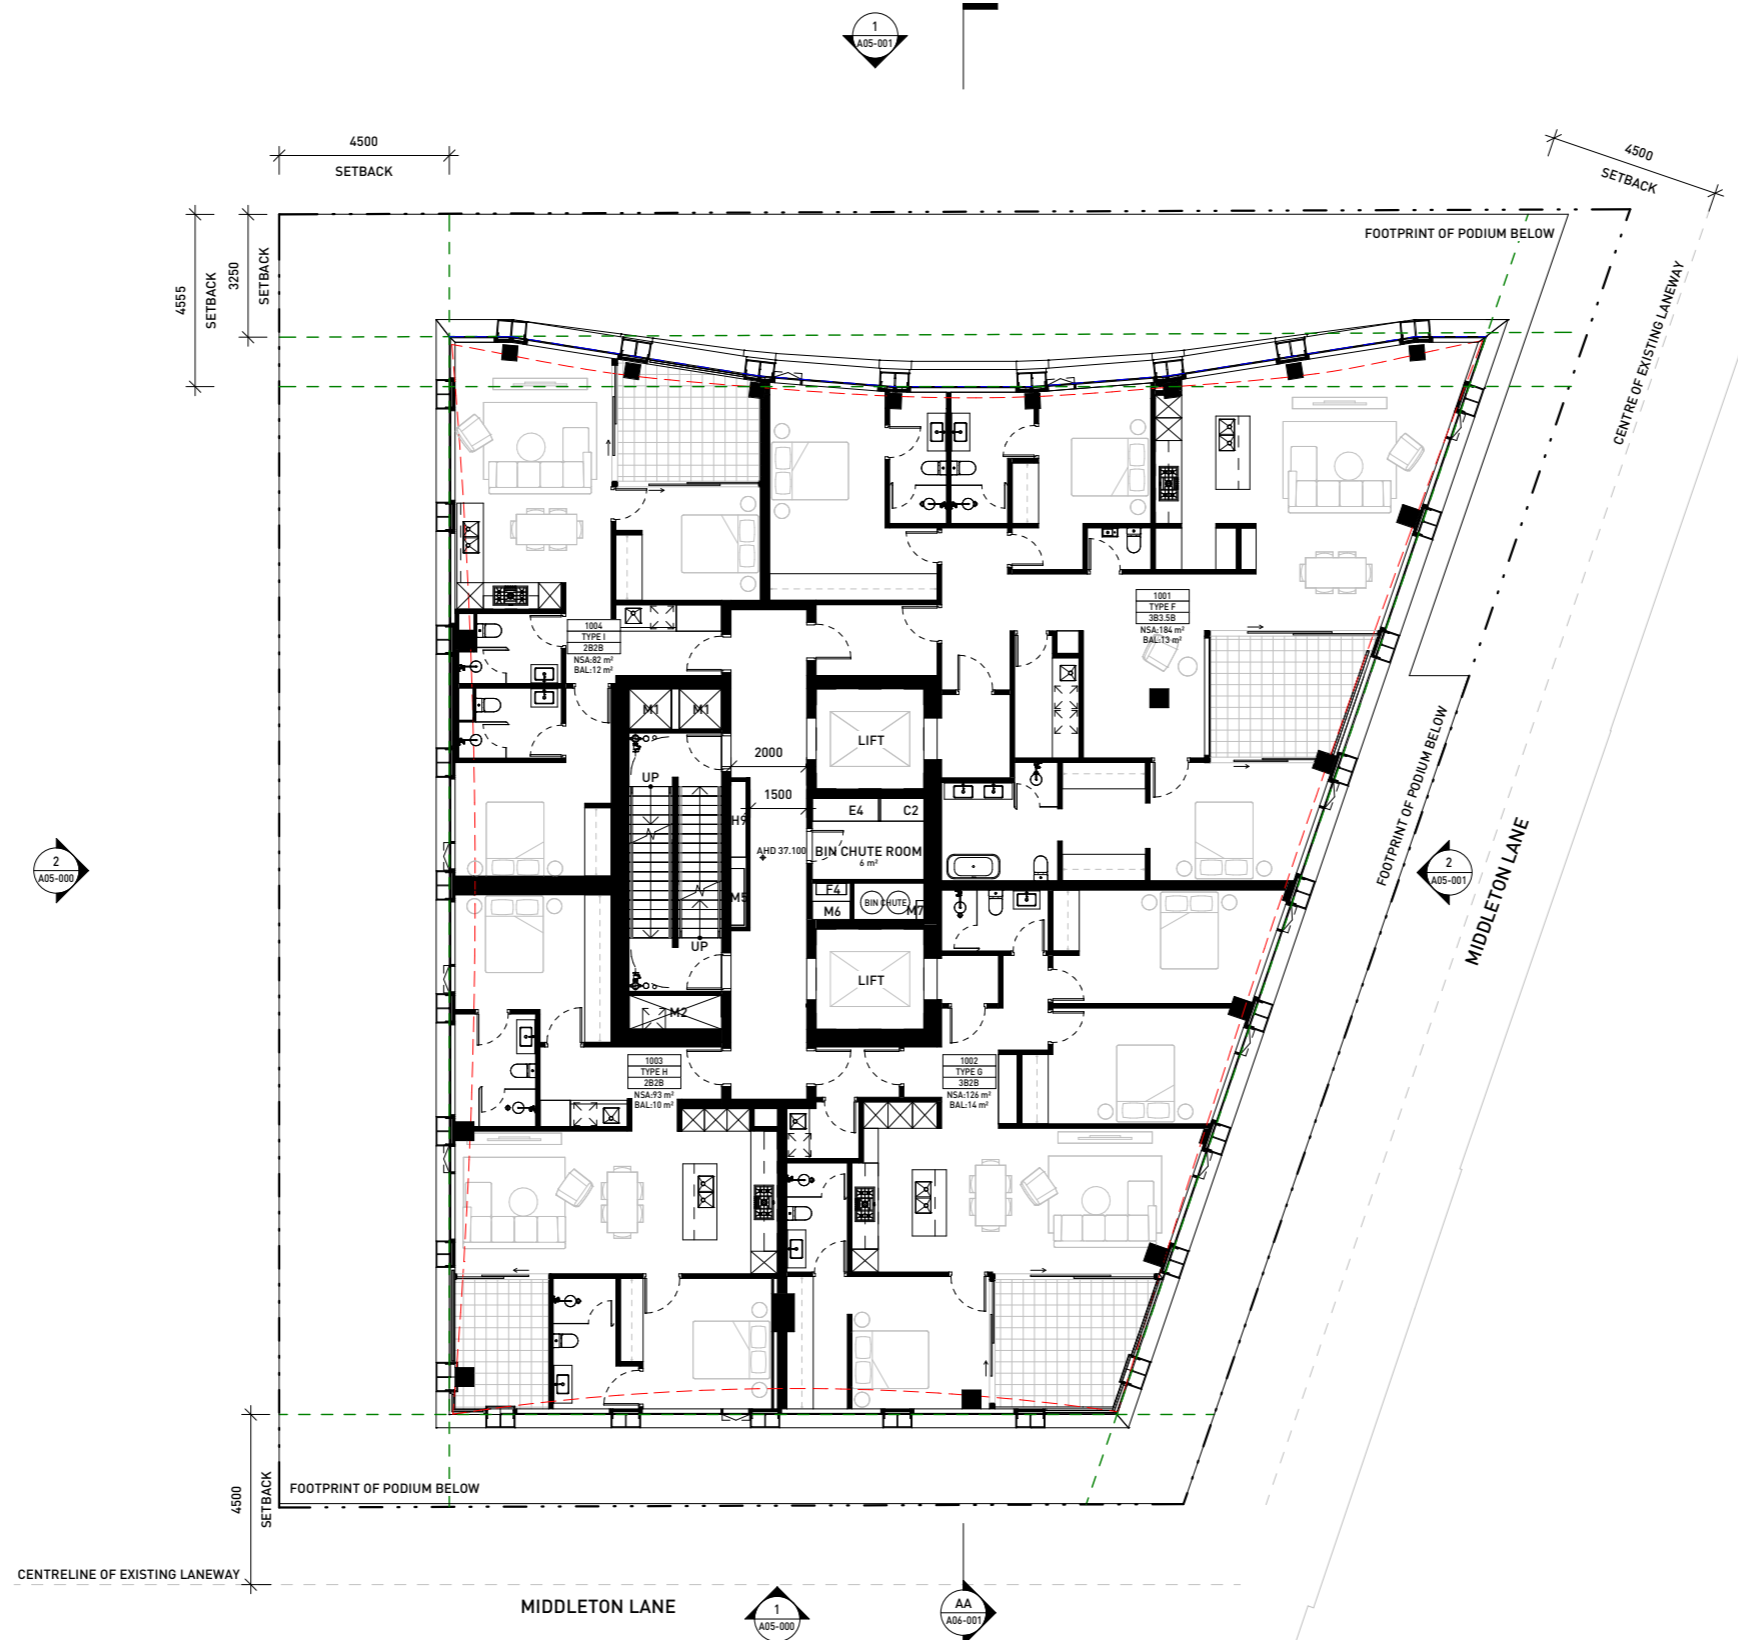 1
A05-001
4500
SETBACK
4500
SETBACK
4555
SETBACK
3250
SETBACK
FOOTPRINT OF PODIUM BELOW
CENTRE OF EXISTING LANEWAY
1001
TYPE F
3B3.5B
NSA:184 m²
BAL:13 m²
1004
TYPE I
2B2B
NSA:82 m²
BAL:12 m²
M1
M1
LIFT
2000
UP
1500
E4
C2
H9
BIN CHUTE ROOM
6 m²
AHD 37.100
M5
F4
M6
BIN CHUTE
M7
UP
LIFT
M2
FOOTPRINT OF PODIUM BELOW
MIDDLETON LANE
2
A05-000
2
A05-001
1003
TYPE H
2B2B
NSA:93 m²
BAL:10 m²
1002
TYPE G
3B2B
NSA:126 m²
BAL:14 m²
4500
SETBACK
FOOTPRINT OF PODIUM BELOW
CENTRELINE OF EXISTING LANEWAY
MIDDLETON LANE
1
A05-000
AA
A06-001